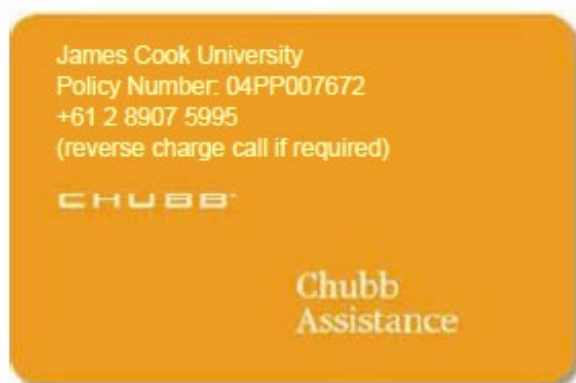 James Cook University
Policy Number: 04PP007672
+61 2 8907 5995
(reverse charge call if required)
CHUBB
Chubb
Assistance